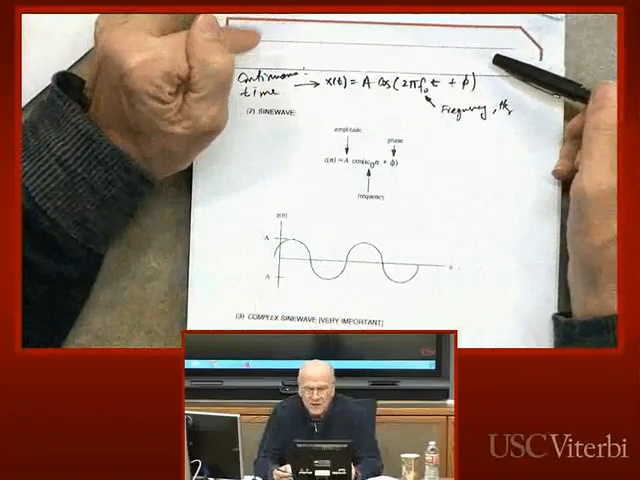 Continuous
time → x(t) = A Cos(2πf₀t + φ)
Frequency, Hz
(2) SINEWAVE:
amplitude
phase
x(n) = A cos(ω₀n + ϕ)
frequency
x(n)
A
n
A
(3) COMPLEX SINEWAVE: (VERY IMPORTANT)
USC Viterbi